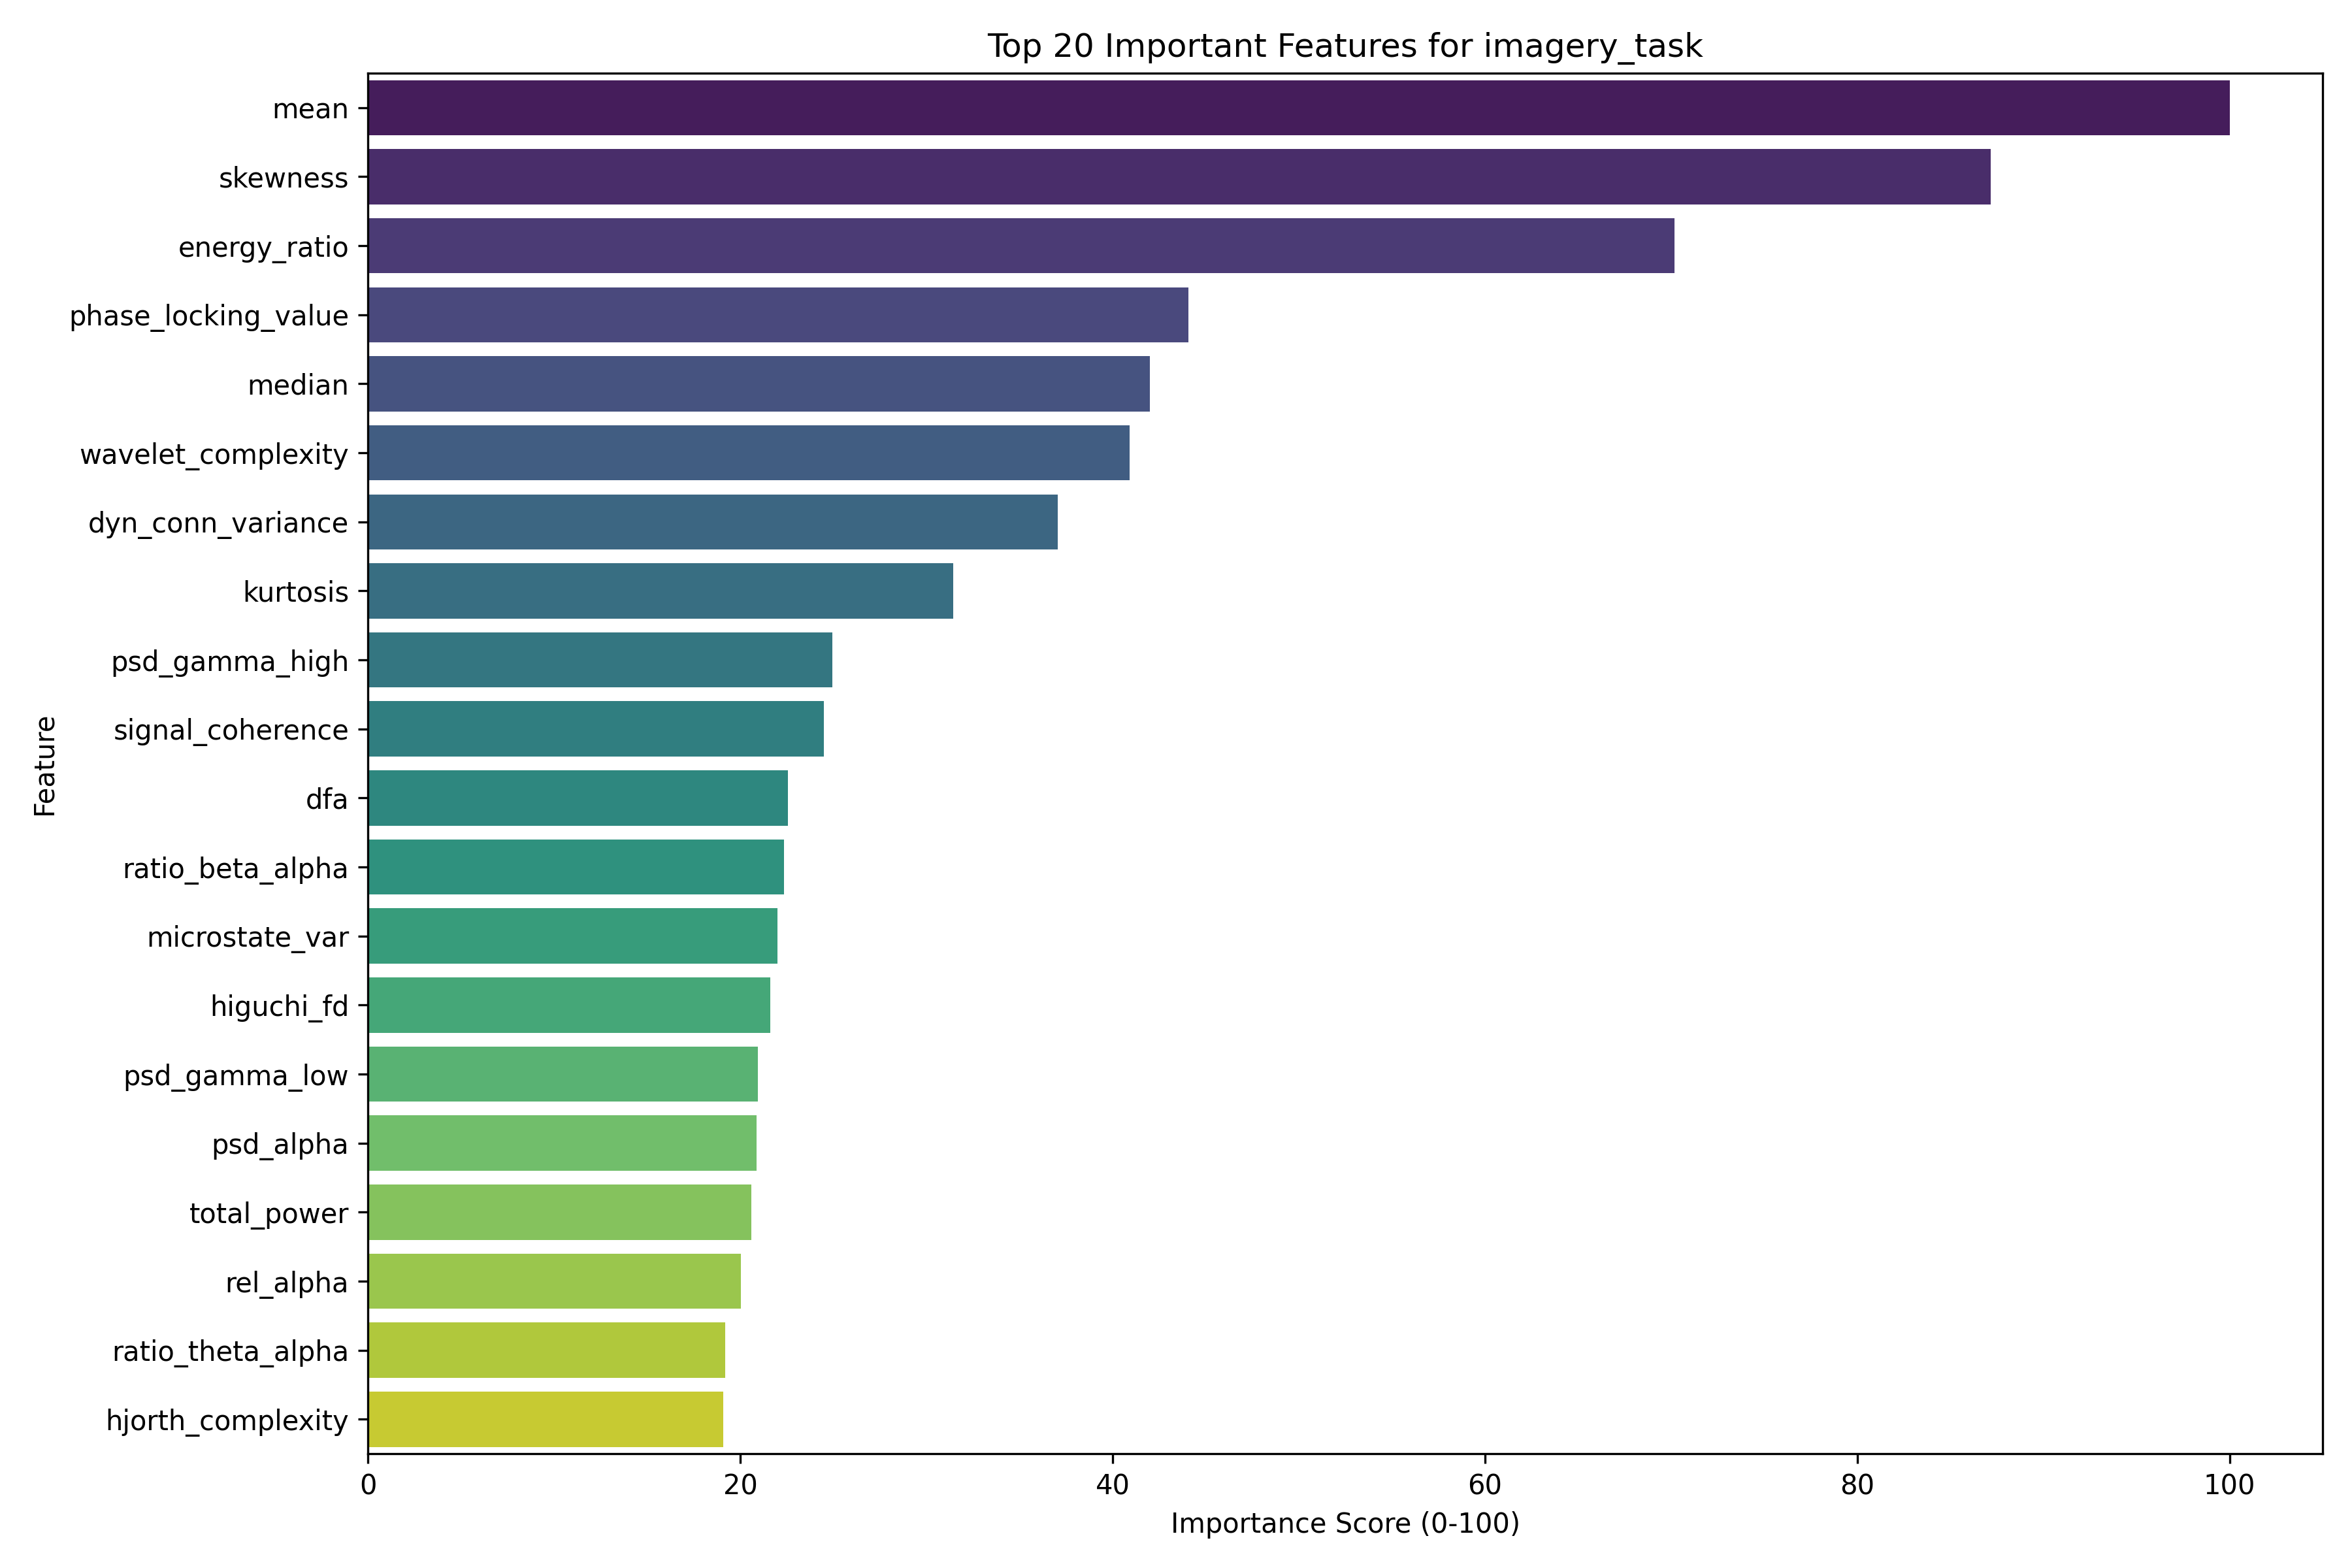 Top 20 Important Features for imagery_task
mean
skewness
energy_ratio
phase_locking_value
median
wavelet_complexity
dyn_conn_variance
kurtosis
psd_gamma_high
signal_coherence
dfa
ratio_beta_alpha
microstate_var
higuchi_fd
psd_gamma_low
psd_alpha
total_power
rel_alpha
ratio_theta_alpha
hjorth_complexity
Feature
0 20 40 60 80 100
Importance Score (0-100)